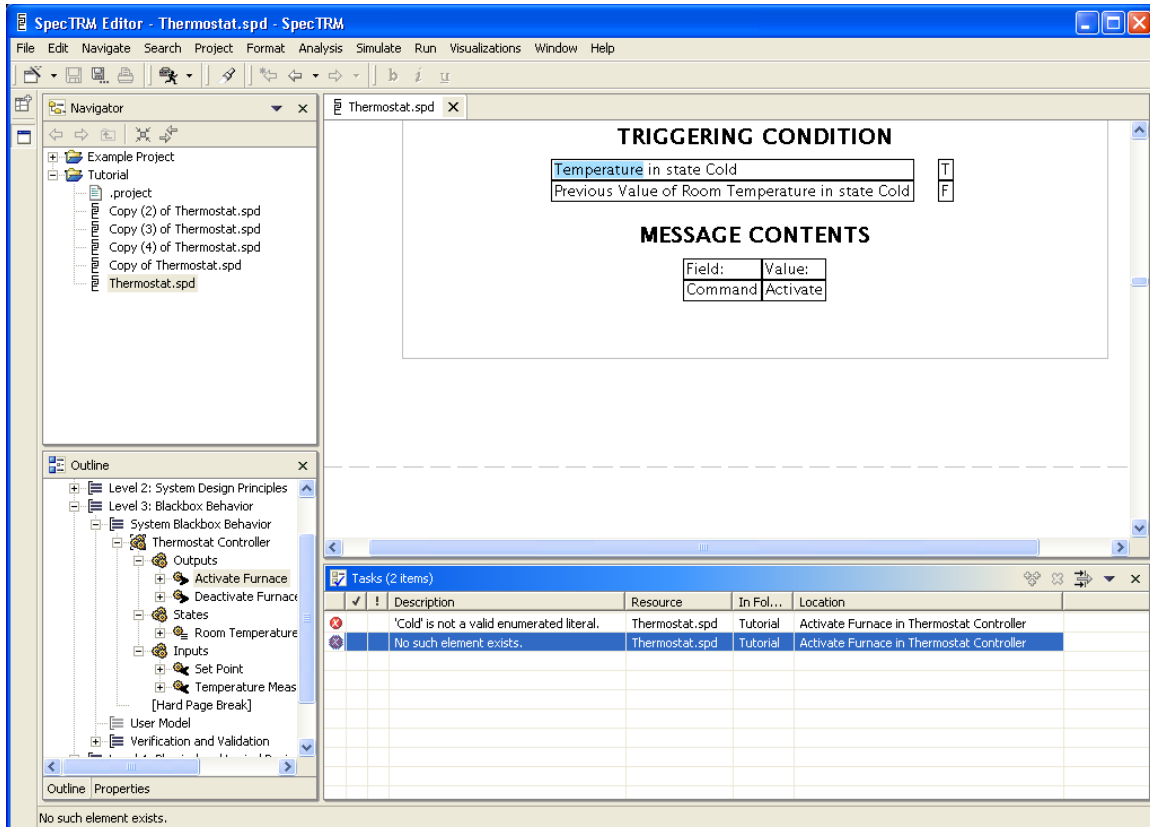 SpecTRM Editor - Thermostat.spd - SpecTRM
File Edit Navigate Search Project Format Analysis Simulate Run Visualizations Window Help
b i u
Navigator
Example Project
Tutorial
.project
Copy (2) of Thermostat.spd
Copy (3) of Thermostat.spd
Copy (4) of Thermostat.spd
Copy of Thermostat.spd
Thermostat.spd
Thermostat.spd
TRIGGERING CONDITION
Temperature in state Cold T
Previous Value of Room Temperature in state Cold F
MESSAGE CONTENTS
Field: Value:
Command Activate
Outline
Level 2: System Design Principles
Level 3: Blackbox Behavior
System Blackbox Behavior
Thermostat Controller
Outputs
Activate Furnace
Deactivate Furnace
States
Room Temperature
Inputs
Set Point
Temperature Meas
[Hard Page Break]
User Model
Verification and Validation
Outline Properties
Tasks (2 items)
! Description Resource In Fol... Location
'Cold' is not a valid enumerated literal. Thermostat.spd Tutorial Activate Furnace in Thermostat Controller
No such element exists. Thermostat.spd Tutorial Activate Furnace in Thermostat Controller
No such element exists.